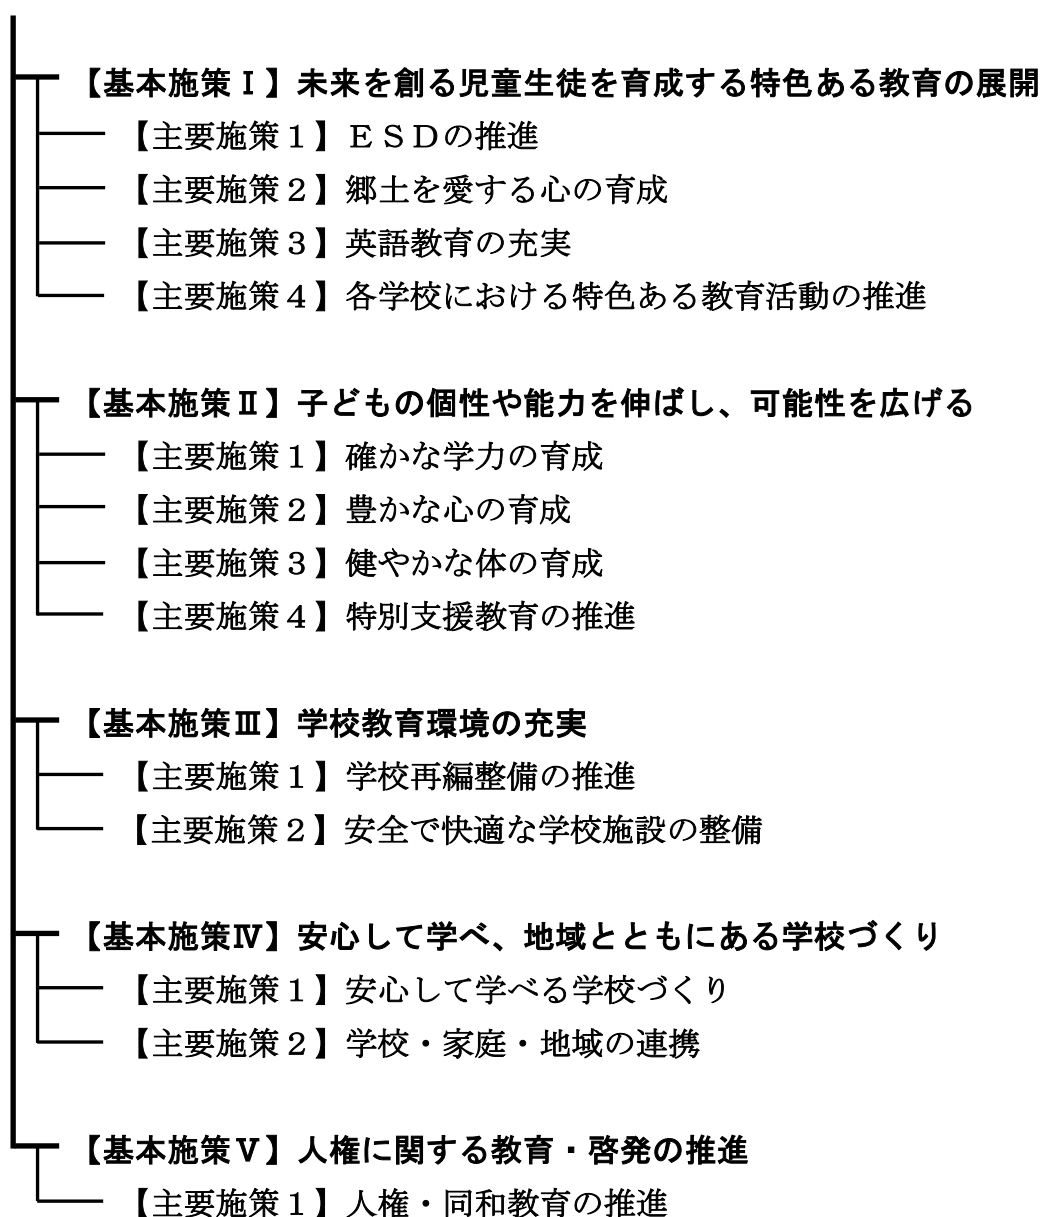 【基本施策Ⅰ】未来を創る児童生徒を育成する特色ある教育の展開
【主要施策１】ＥＳＤの推進
【主要施策２】郷土を愛する心の育成
【主要施策３】英語教育の充実
【主要施策４】各学校における特色ある教育活動の推進
【基本施策Ⅱ】子どもの個性や能力を伸ばし、可能性を広げる
【主要施策１】確かな学力の育成
【主要施策２】豊かな心の育成
【主要施策３】健やかな体の育成
【主要施策４】特別支援教育の推進
【基本施策Ⅲ】学校教育環境の充実
【主要施策１】学校再編整備の推進
【主要施策２】安全で快適な学校施設の整備
【基本施策Ⅳ】安心して学べ、地域とともにある学校づくり
【主要施策１】安心して学べる学校づくり
【主要施策２】学校・家庭・地域の連携
【基本施策Ⅴ】人権に関する教育・啓発の推進
【主要施策１】人権・同和教育の推進